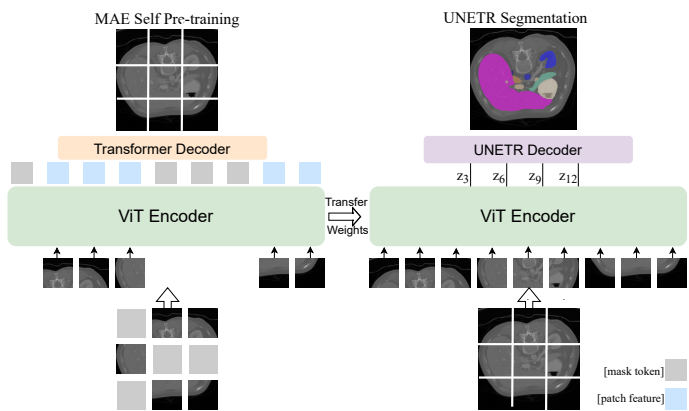 MAE Self Pre-training
UNETR Segmentation
Transformer Decoder
UNETR Decoder
z3
z6
z9
z12
ViT Encoder
Transfer
Weights
ViT Encoder
[mask token]
[patch feature]